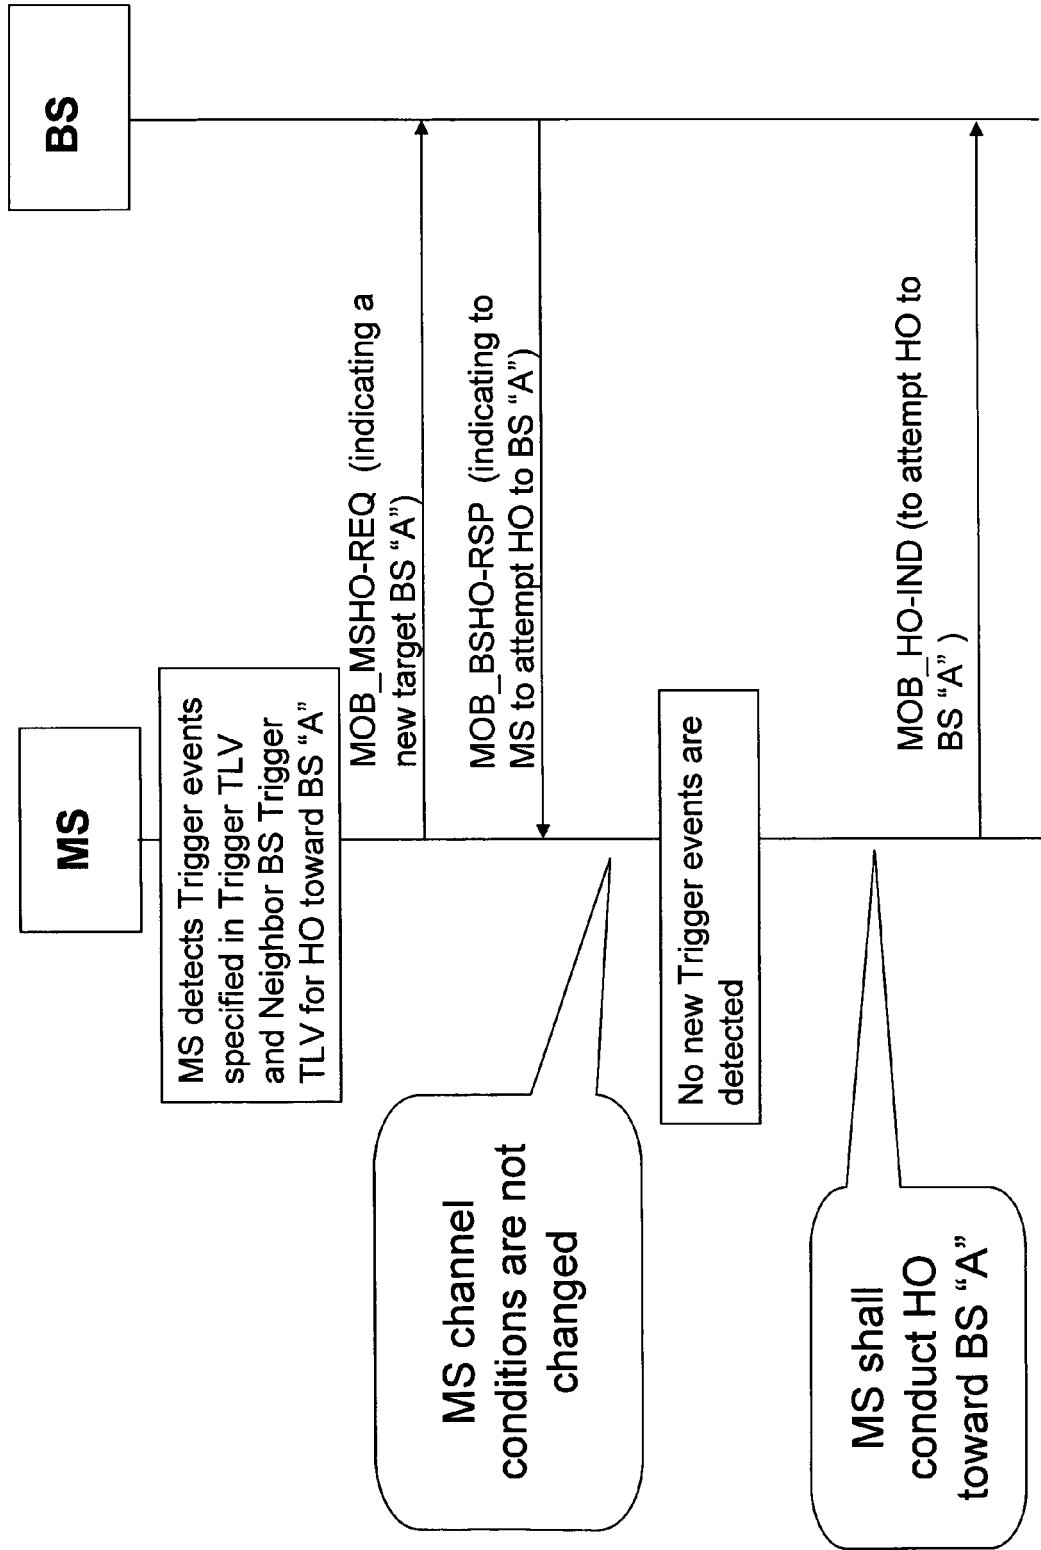 MS
BS
MS detects Trigger events
specified in Trigger TLV
and Neighbor BS Trigger
TLV for HO toward BS “A”
MOB_MSHO-REQ (indicating a
new target BS “A”)
MOB_BSHO-RSP (indicating to
MS to attempt HO to BS “A”)
MS channel
conditions are not
changed
No new Trigger events are
detected
MS shall
conduct HO
toward BS “A”
MOB_HO-IND (to attempt HO to
BS “A” )